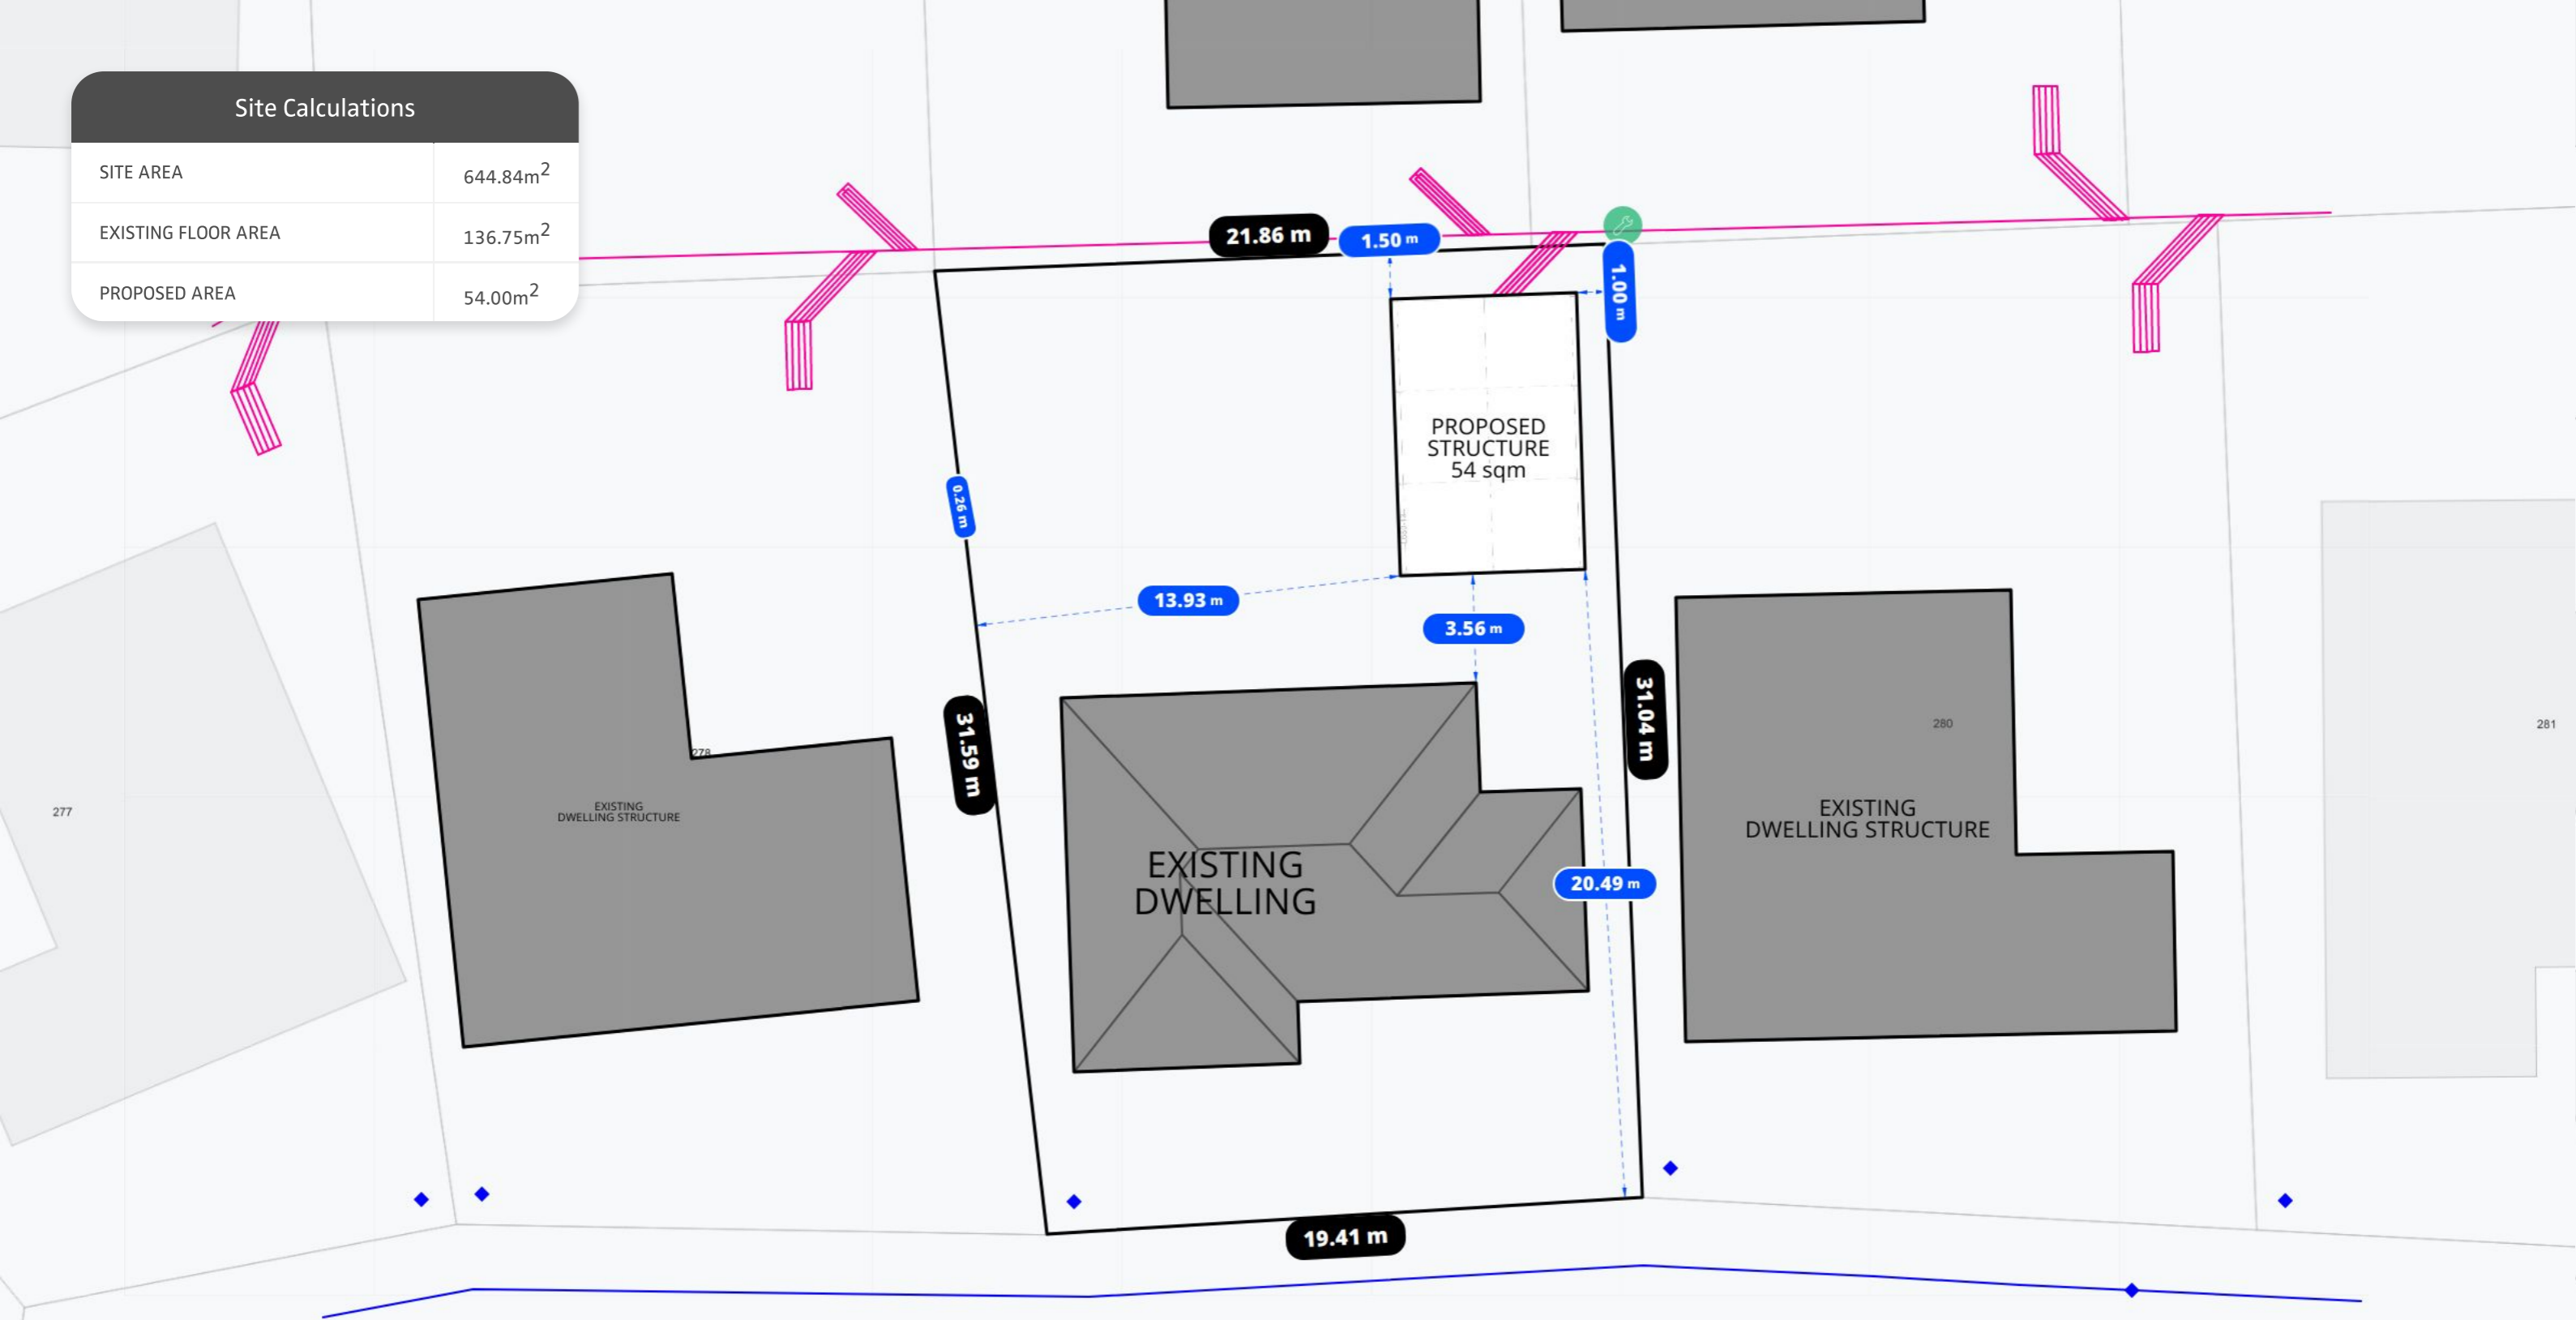 Site Calculations
SITE AREA 644.84m²
EXISTING FLOOR AREA 136.75m²
PROPOSED AREA 54.00m²
21.86 m
1.50 m
1.00 m
PROPOSED
STRUCTURE
54 sqm
0.26 m
13.93 m
3.56 m
31.59 m
31.04 m
278
280
281
277
EXISTING
DWELLING STRUCTURE
EXISTING
DWELLING STRUCTURE
EXISTING
DWELLING
20.49 m
19.41 m